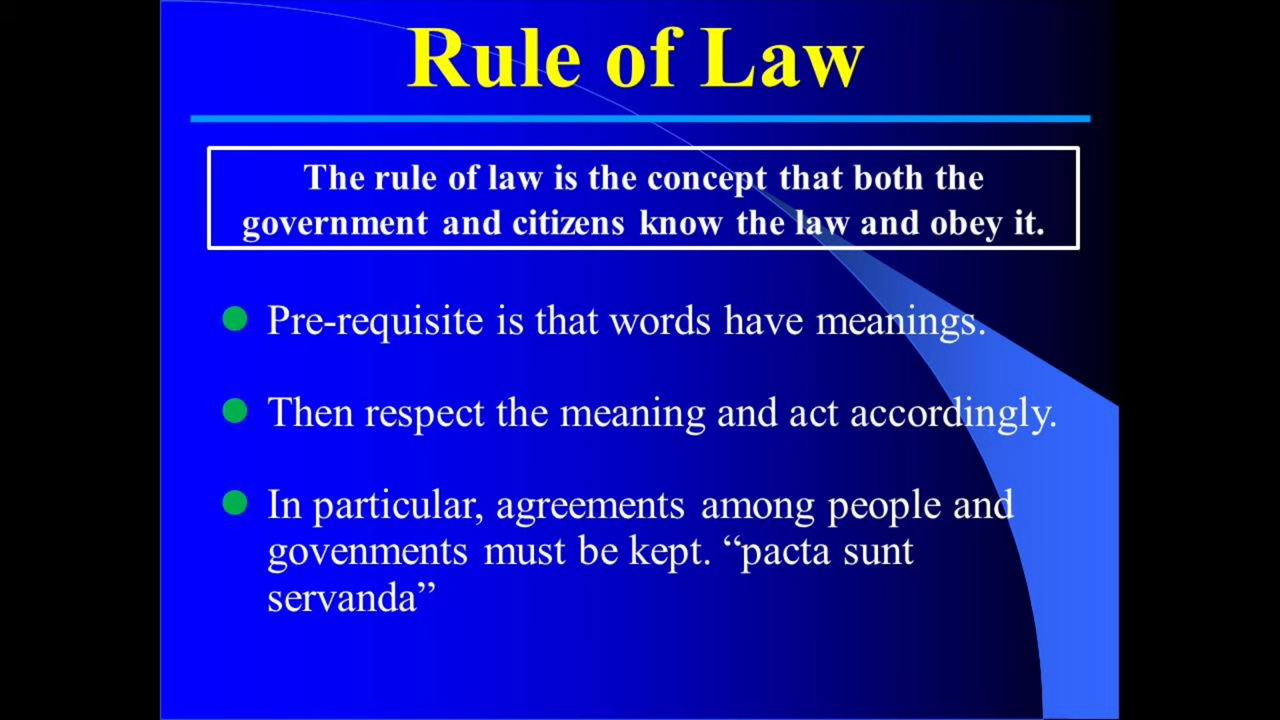 Rule of Law
The rule of law is the concept that both the
government and citizens know the law and obey it.
Pre-requisite is that words have meanings.
Then respect the meaning and act accordingly.
In particular, agreements among people and
govenments must be kept. “pacta sunt
servanda”